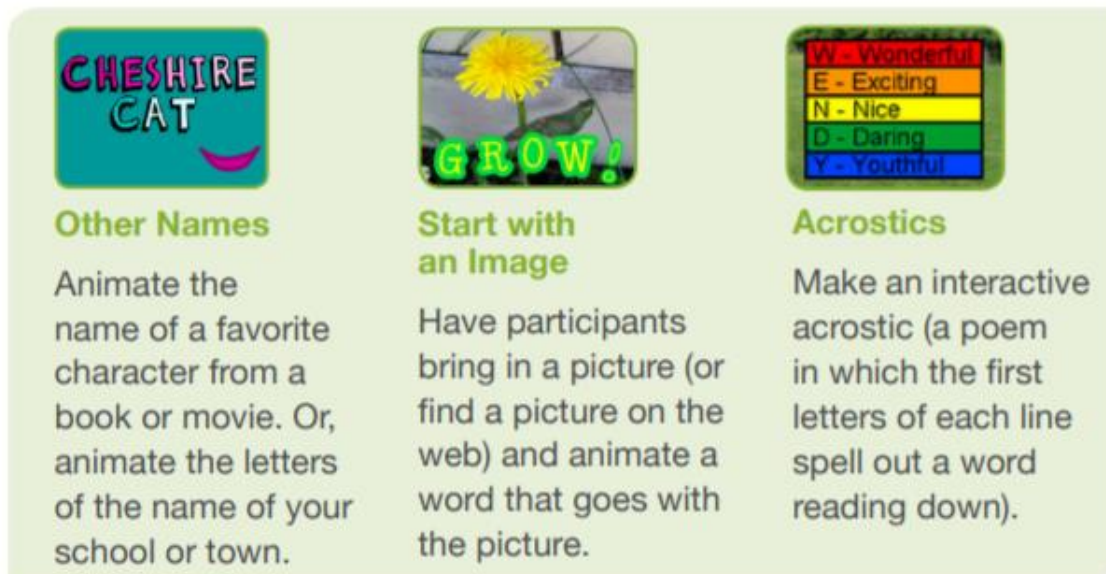 CHESHIRE
CAT
Other Names
Animate the
name of a favorite
character from a
book or movie. Or,
animate the letters
of the name of your
school or town.
GROW!
Start with
an Image
Have participants
bring in a picture (or
find a picture on the
web) and animate a
word that goes with
the picture.
W - Wonderful
E - Exciting
N - Nice
D - Daring
Y - Youthful
Acrostics
Make an interactive
acrostic (a poem
in which the first
letters of each line
spell out a word
reading down).